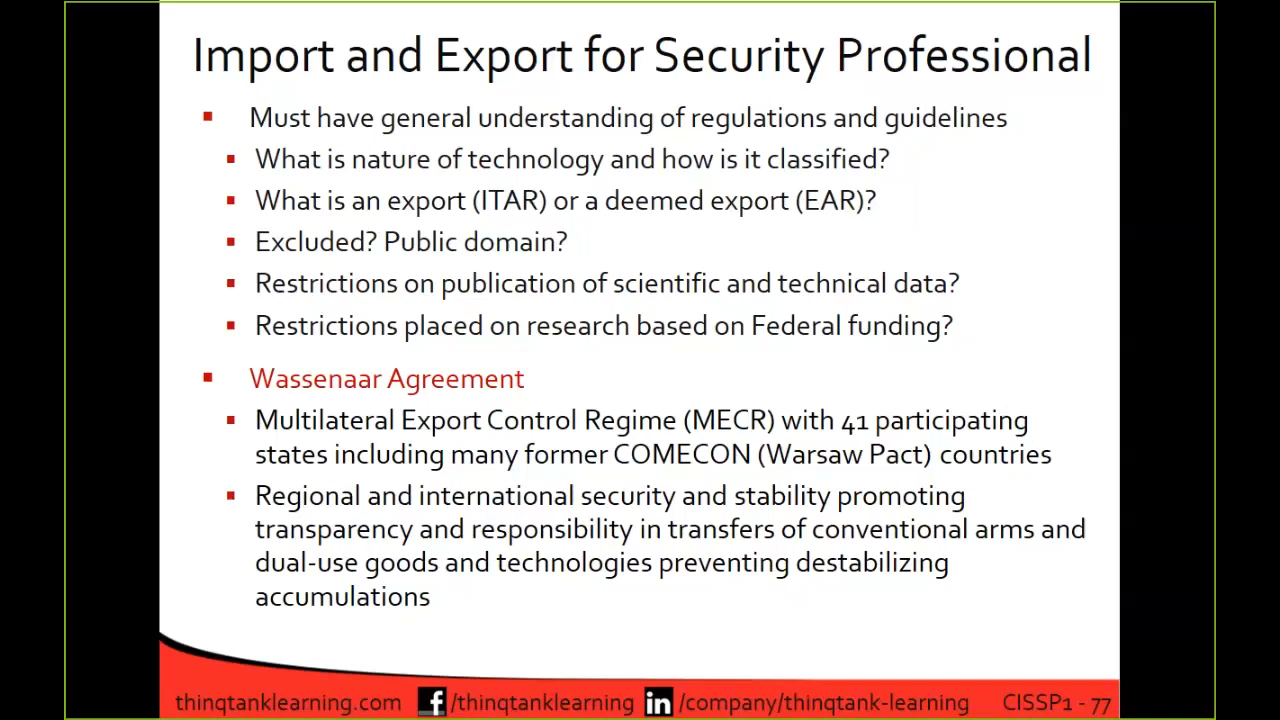 Import and Export for Security Professional
Must have general understanding of regulations and guidelines
What is nature of technology and how is it classified?
What is an export (ITAR) or a deemed export (EAR)?
Excluded? Public domain?
Restrictions on publication of scientific and technical data?
Restrictions placed on research based on Federal funding?
Wassenaar Agreement
Multilateral Export Control Regime (MECR) with 41 participating
states including many former COMECON (Warsaw Pact) countries
Regional and international security and stability promoting
transparency and responsibility in transfers of conventional arms and
dual-use goods and technologies preventing destabilizing
accumulations
thinqtanklearning.com f /thinqtanklearning in /company/thinqtank-learning CISSP1 - 77